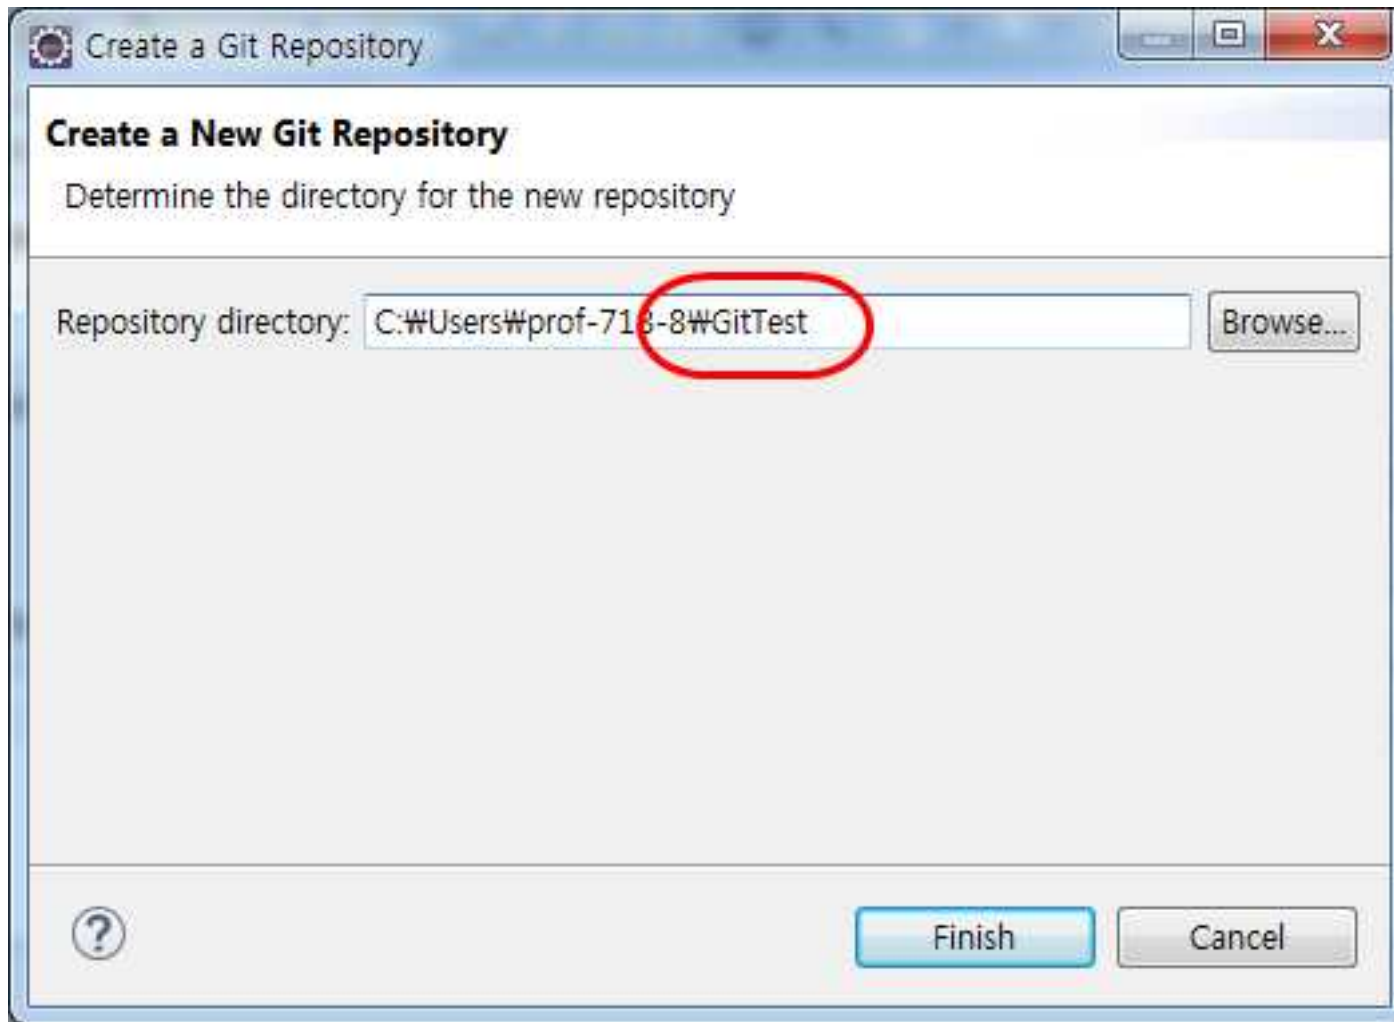 Create a Git Repository
Create a New Git Repository
Determine the directory for the new repository
Repository directory: C:₩Users₩prof-713-8₩GitTest Browse...
Finish Cancel